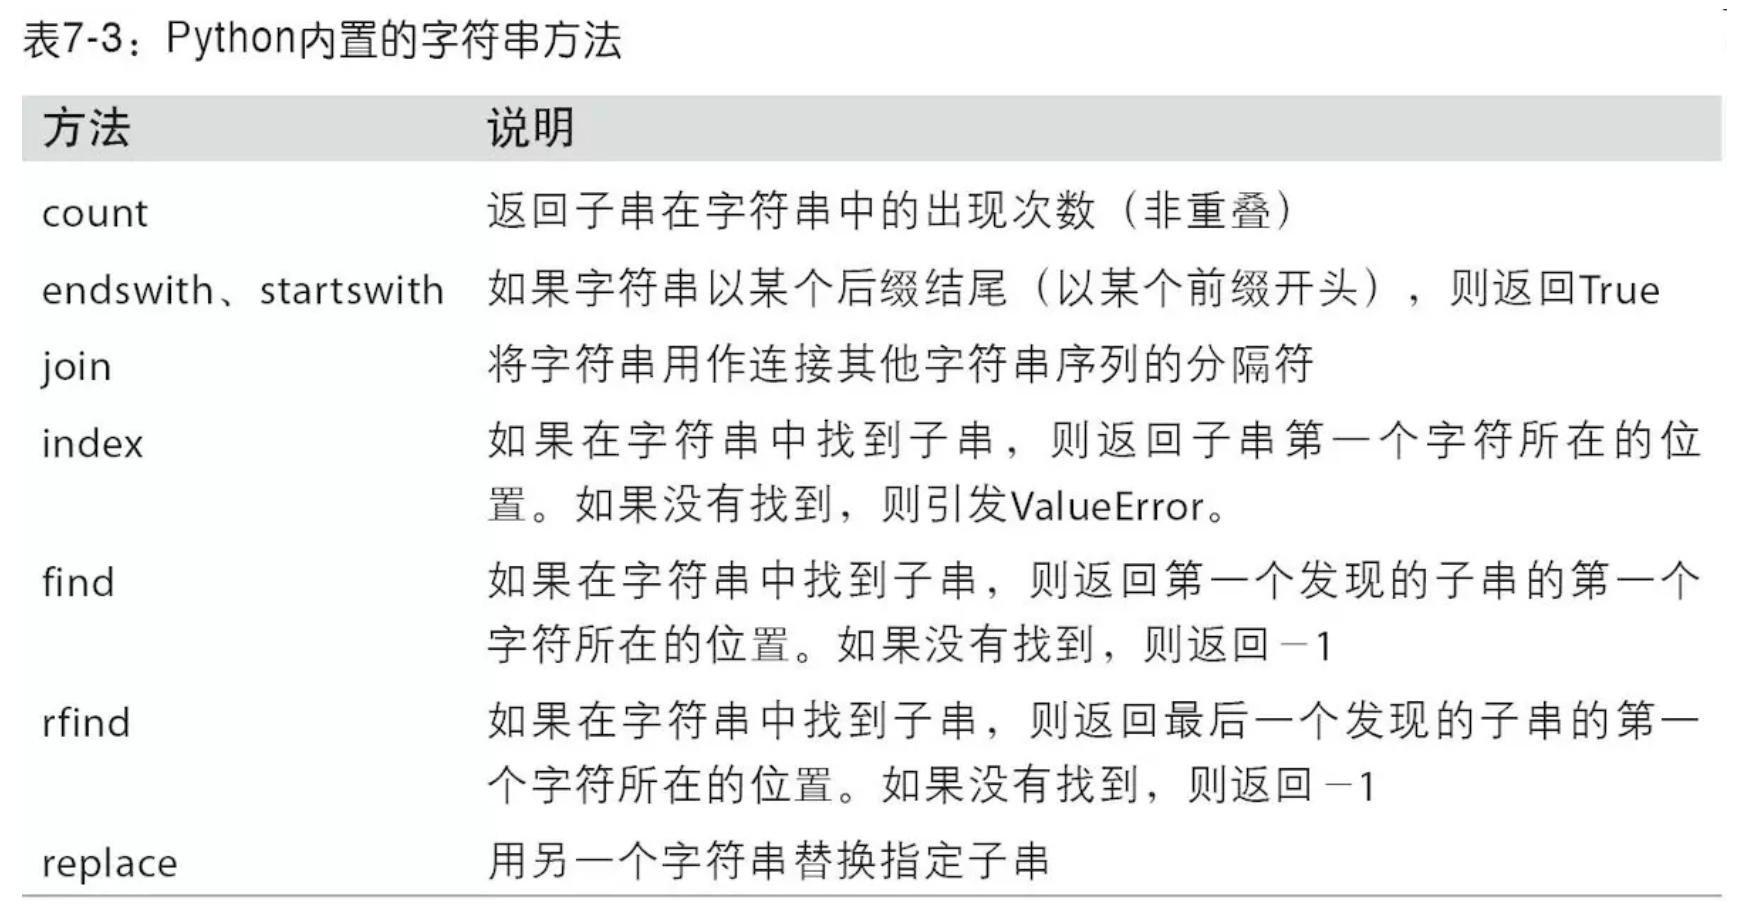 表7-3：Python内置的字符串方法
方法 说明
count 返回子串在字符串中的出现次数（非重叠）
endswith、startswith 如果字符串以某个后缀结尾（以某个前缀开头），则返回True
join 将字符串用作连接其他字符串序列的分隔符
index 如果在字符串中找到子串，则返回子串第一个字符所在的位
置。如果没有找到，则引发ValueError。
find 如果在字符串中找到子串，则返回第一个发现的子串的第一个
字符所在的位置。如果没有找到，则返回－1
rfind 如果在字符串中找到子串，则返回最后一个发现的子串的第一
个字符所在的位置。如果没有找到，则返回－1
replace 用另一个字符串替换指定子串